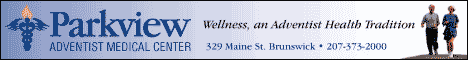 Parkview
ADVENTIST MEDICAL CENTER
Wellness, an Adventist Health Tradition
329 Maine St. Brunswick • 207-373-2000